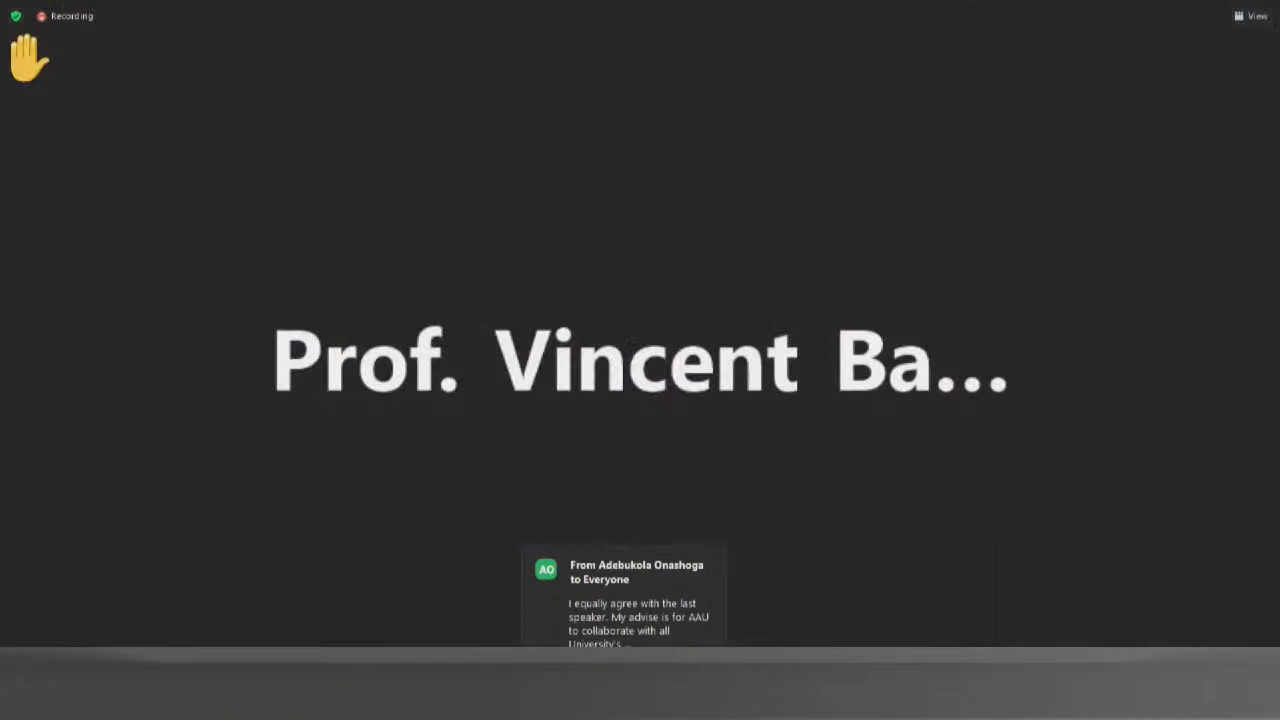 Recording
View
Prof. Vincent Ba...
AO
From Adebukola Onashoga
to Everyone
I equally agree with the last
speaker. My advise is for AAU
to collaborate with all
University's ...